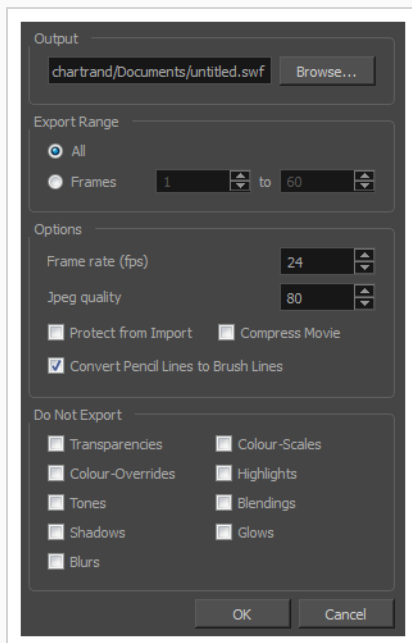 Output
chartrand/Documents/untitled.swf Browse...
Export Range
All
Frames 1 to 60
Options
Frame rate (fps) 24
Jpeg quality 80
Protect from Import Compress Movie
Convert Pencil Lines to Brush Lines
Do Not Export
Transparencies Colour-Scales
Colour-Overrides Highlights
Tones Blendings
Shadows Glows
Blurs
OK Cancel